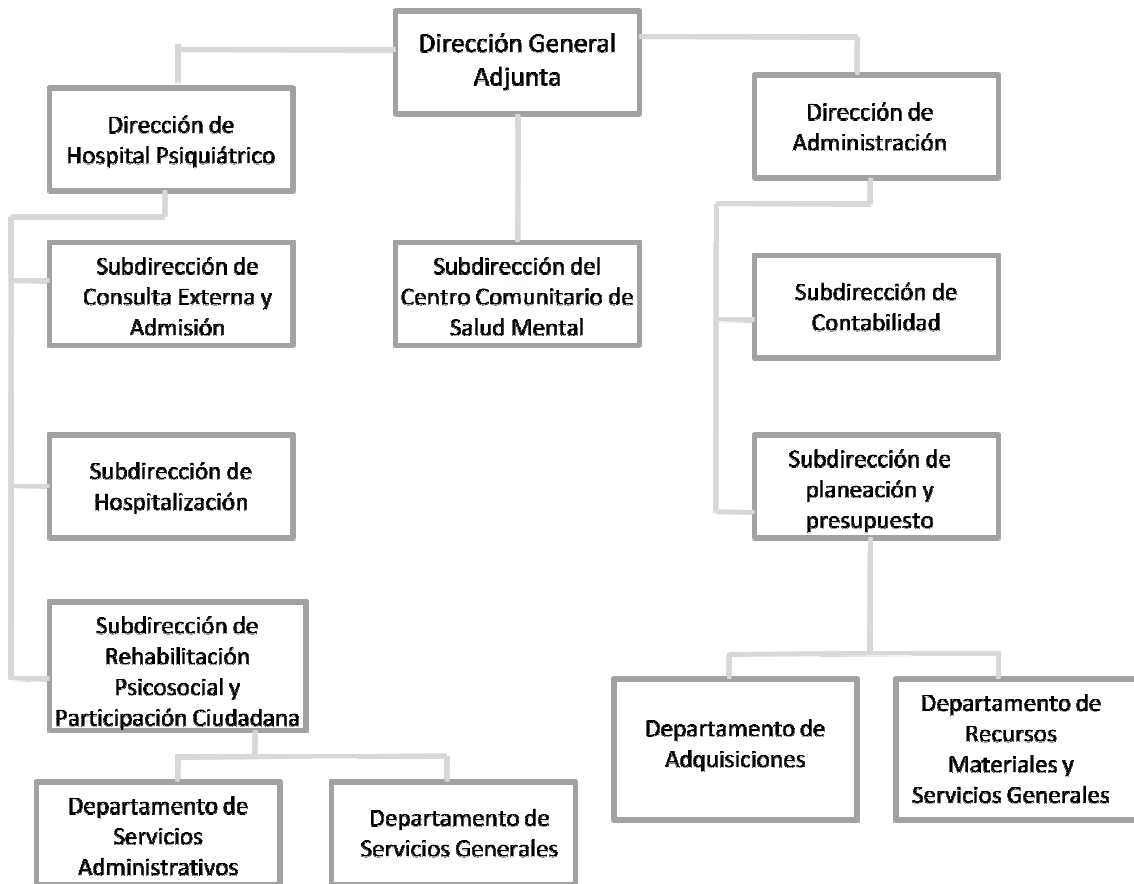 Dirección General
Adjunta
Dirección de
Hospital Psiquiátrico
Dirección de
Administración
Subdirección de
Consulta Externa y
Admisión
Subdirección del
Centro Comunitario de
Salud Mental
Subdirección de
Contabilidad
Subdirección de
Hospitalización
Subdirección de
planeación y
presupuesto
Subdirección de
Rehabilitación
Psicosocial y
Participación Ciudadana
Departamento de
Adquisiciones
Departamento de
Recursos
Materiales y
Servicios Generales
Departamento de
Servicios
Administrativos
Departamento de
Servicios Generales